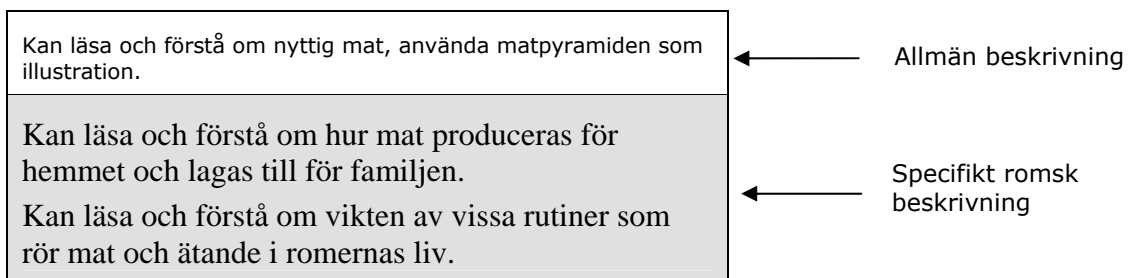 Kan läsa och förstå om nyttig mat, använda matpyramiden som
illustration.
Allmän beskrivning
Kan läsa och förstå om hur mat produceras för
hemmet och lagas till för familjen.
Kan läsa och förstå om vikten av vissa rutiner som
rör mat och ätande i romernas liv.
Specifikt romsk
beskrivning